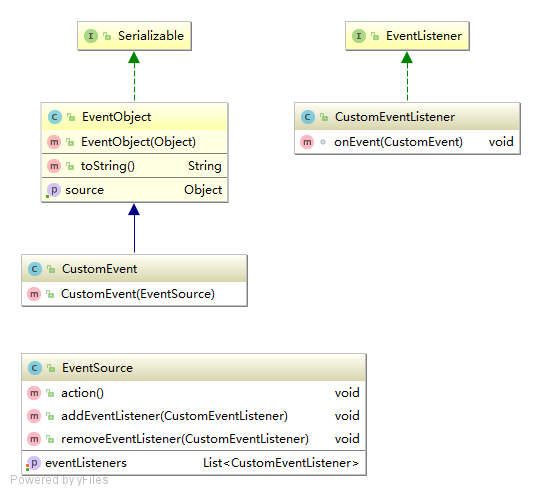 I Serializable
I EventListener
C EventObject
m EventObject(Object)
m toString() String
p source Object
C CustomEventListener
m onEvent(CustomEvent) void
C CustomEvent
m CustomEvent(EventSource)
C EventSource
m action() void
m addEventListener(CustomEventListener) void
m removeEventListener(CustomEventListener) void
p eventListeners List<CustomEventListener>
Powered by yFiles